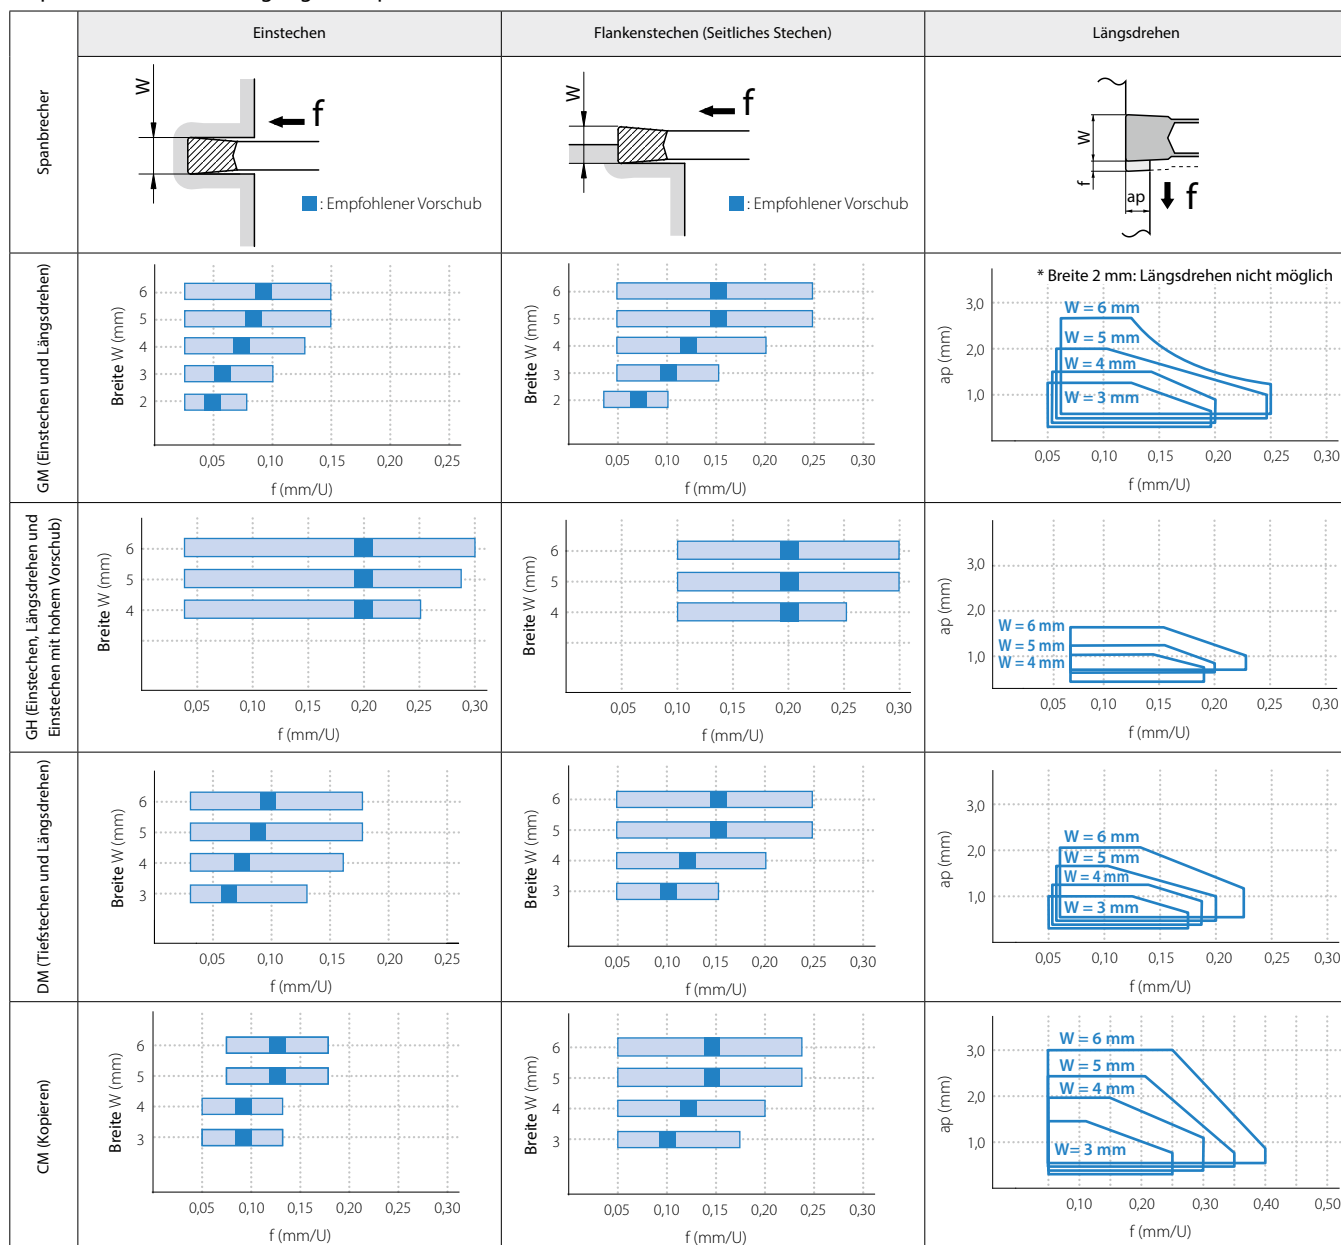 Spanbrecher
Einstechen
Flankenstechen (Seitliches Stechen)
Längsdrehen
W
f
: Empfohlener Vorschub
W
f
: Empfohlener Vorschub
W
f
ap
f
GM (Einstechen und Längsdrehen)
Breite W (mm)
6
5
4
3
2
0,05 0,10 0,15 0,20 0,25
f (mm/U)
Breite W (mm)
6
5
4
3
2
0,05 0,10 0,15 0,20 0,25 0,30
f (mm/U)
* Breite 2 mm: Längsdrehen nicht möglich
ap (mm)
3,0
2,0
1,0
W = 6 mm
W = 5 mm
W = 4 mm
W = 3 mm
0,05 0,10 0,15 0,20 0,25 0,30
f (mm/U)
GH (Einstechen, Längsdrehen und
Einstechen mit hohem Vorschub)
Breite W (mm)
6
5
4
0,05 0,10 0,15 0,20 0,25 0,30
f (mm/U)
Breite W (mm)
6
5
4
0,05 0,10 0,15 0,20 0,25 0,30
f (mm/U)
ap (mm)
3,0
2,0
1,0
W = 6 mm
W = 5 mm
W = 4 mm
0,05 0,10 0,15 0,20 0,25 0,30
f (mm/U)
DM (Tiefstechen und Längsdrehen)
Breite W (mm)
6
5
4
3
0,05 0,10 0,15 0,20 0,25
f (mm/U)
Breite W (mm)
6
5
4
3
0,05 0,10 0,15 0,20 0,25 0,30
f (mm/U)
ap (mm)
3,0
2,0
1,0
W = 6 mm
W = 5 mm
W = 4 mm
W = 3 mm
0,05 0,10 0,15 0,20 0,25 0,30
f (mm/U)
CM (Kopieren)
Breite W (mm)
6
5
4
3
0,05 0,10 0,15 0,20 0,25 0,30
f (mm/U)
Breite W (mm)
6
5
4
3
0,05 0,10 0,15 0,20 0,25 0,30
f (mm/U)
ap (mm)
3,0
2,0
1,0
W = 6 mm
W = 5 mm
W = 4 mm
W= 3 mm
0,10 0,20 0,30 0,40 0,50
f (mm/U)